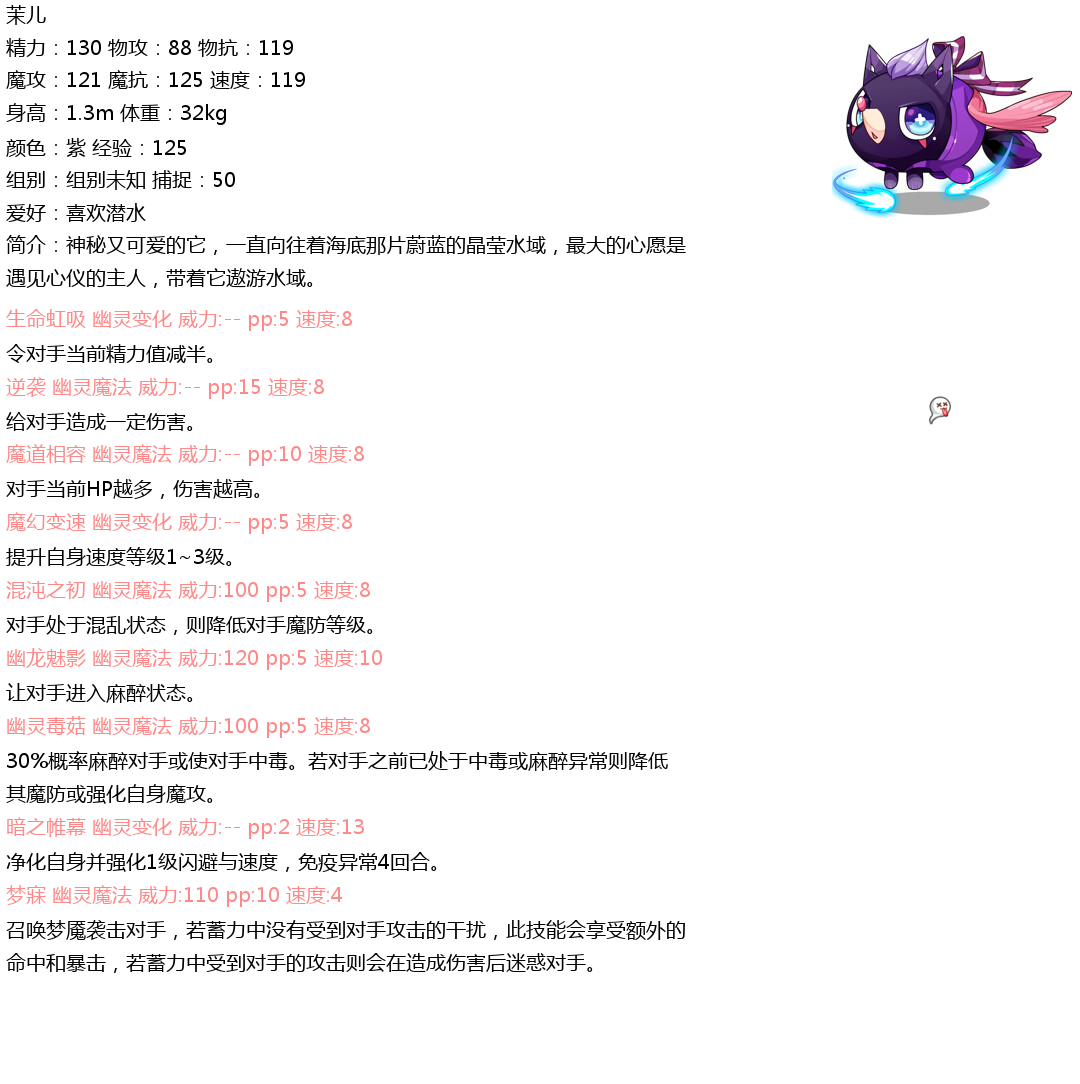 茉儿
精力：130 物攻：88 物抗：119
魔攻：121 魔抗：125 速度：119
身高：1.3m 体重：32kg
颜色：紫 经验：125
组别：组别未知 捕捉：50
爱好：喜欢潜水
简介：神秘又可爱的它，一直向往着海底那片蔚蓝的晶莹水域，最大的心愿是
遇见心仪的主人，带着它遨游水域。
生命虹吸 幽灵变化 威力:-- pp:5 速度:8
令对手当前精力值减半。
逆袭 幽灵魔法 威力:-- pp:15 速度:8
给对手造成一定伤害。
魔道相容 幽灵魔法 威力:-- pp:10 速度:8
对手当前HP越多，伤害越高。
魔幻变速 幽灵变化 威力:-- pp:5 速度:8
提升自身速度等级1~3级。
混沌之初 幽灵魔法 威力:100 pp:5 速度:8
对手处于混乱状态，则降低对手魔防等级。
幽龙魅影 幽灵魔法 威力:120 pp:5 速度:10
让对手进入麻醉状态。
幽灵毒菇 幽灵魔法 威力:100 pp:5 速度:8
30%概率麻醉对手或使对手中毒。若对手之前已处于中毒或麻醉异常则降低
其魔防或强化自身魔攻。
暗之帷幕 幽灵变化 威力:-- pp:2 速度:13
净化自身并强化1级闪避与速度，免疫异常4回合。
梦寐 幽灵魔法 威力:110 pp:10 速度:4
召唤梦魇袭击对手，若蓄力中没有受到对手攻击的干扰，此技能会享受额外的
命中和暴击，若蓄力中受到对手的攻击则会在造成伤害后迷惑对手。